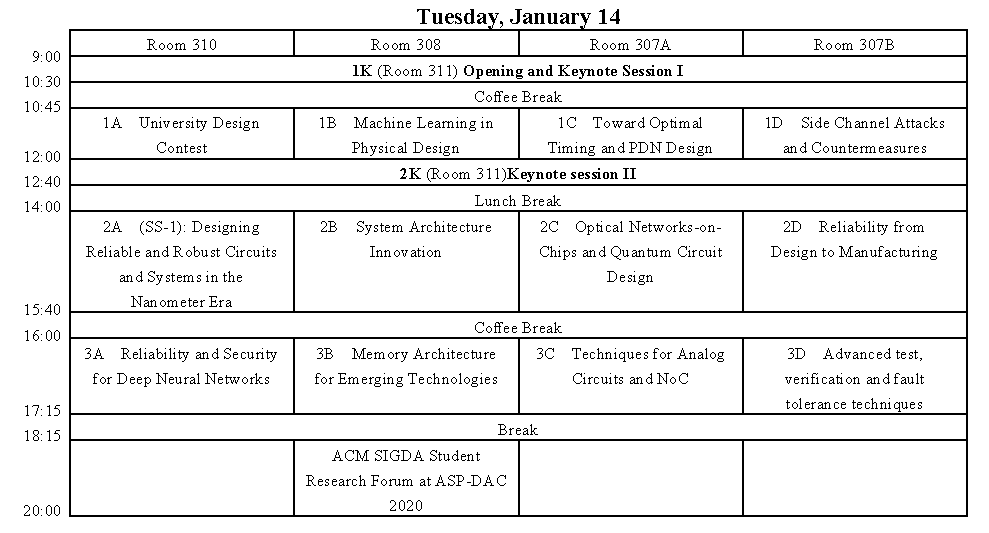 Tuesday, January 14
Room 310 Room 308 Room 307A Room 307B
9:00
1K (Room 311) Opening and Keynote Session I
10:30
Coffee Break
10:45
1A University Design
Contest
1B Machine Learning in
Physical Design
1C Toward Optimal
Timing and PDN Design
1D Side Channel Attacks
and Countermeasures
12:00
2K (Room 311)Keynote session II
12:40
Lunch Break
14:00
2A (SS-1): Designing
Reliable and Robust Circuits
and Systems in the
Nanometer Era
2B System Architecture
Innovation
2C Optical Networks-on-
Chips and Quantum Circuit
Design
2D Reliability from
Design to Manufacturing
15:40
Coffee Break
16:00
3A Reliability and Security
for Deep Neural Networks
3B Memory Architecture
for Emerging Technologies
3C Techniques for Analog
Circuits and NoC
3D Advanced test,
verification and fault
tolerance techniques
17:15
Break
18:15
ACM SIGDA Student
Research Forum at ASP-DAC
2020
20:00